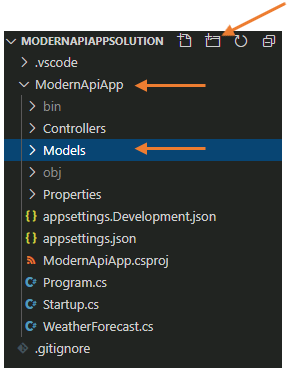 MODERNAPIAPPSOLUTION
.vscode
ModernApiApp
bin
Controllers
Models
obj
Properties
{} appsettings.Development.json
{} appsettings.json
ModernApiApp.csproj
C# Program.cs
C# Startup.cs
C# WeatherForecast.cs
.gitignore